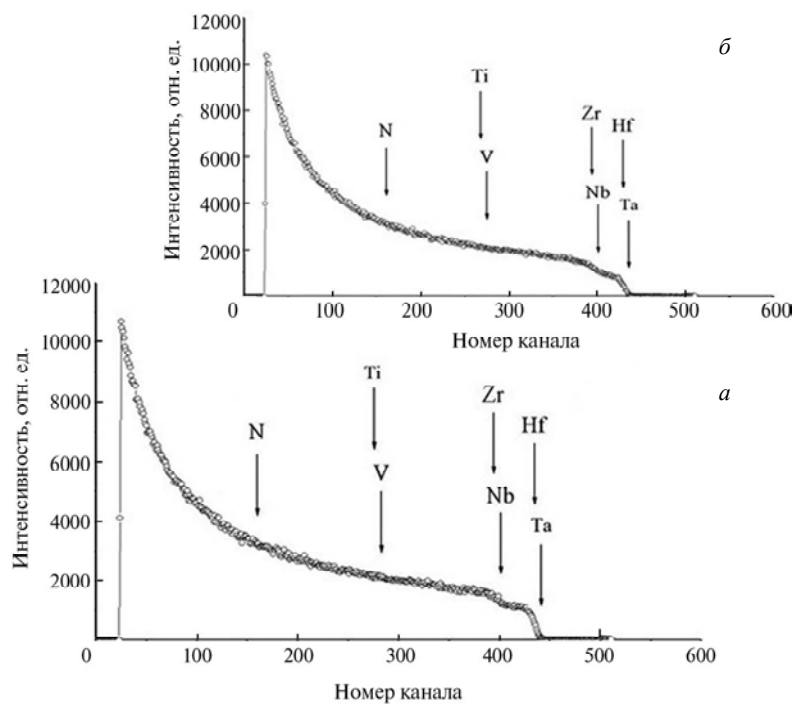 б
12000
10000
8000
6000
4000
2000
0
Интенсивность, отн. ед.
N
Ti
V
Zr
Nb
Hf
Ta
100 200 300 400 500 600
Номер канала
а
12000
10000
8000
6000
4000
2000
0
Интенсивность, отн. ед.
N
Ti
V
Zr
Nb
Hf
Ta
100 200 300 400 500 600
Номер канала